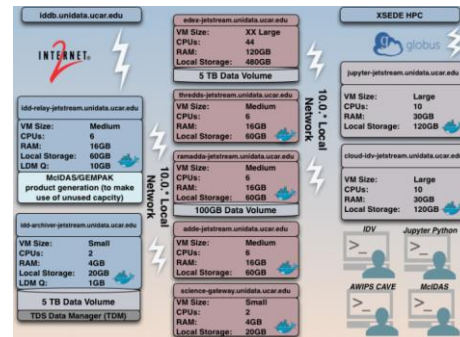 iddb.unidata.ucar.edu
INTERNET
2
idd-relay-jetstream.unidata.ucar.edu
VM Size: Medium
CPUs: 6
RAM: 16GB
Local Storage: 60GB
LDM Q: 10GB
McIDAS/GEMPAK
product generation (to make
use of unused capcity)
idd-archiver-jetstream.unidata.ucar.edu
VM Size: Small
CPUs: 2
RAM: 4GB
Local Storage: 20GB
LDM Q: 1GB
5 TB Data Volume
TDS Data Manager (TDM)
10.0.* Local
Network
edex-jetstream.unidata.ucar.edu
VM Size: XX Large
CPUs: 44
RAM: 120GB
Local Storage: 480GB
5 TB Data Volume
thredds-jetstream.unidata.ucar.edu
VM Size: Medium
CPUs: 6
RAM: 16GB
Local Storage: 60GB
ramadda-jetstream.unidata.ucar.edu
VM Size: Medium
CPUs: 6
RAM: 16GB
Local Storage: 60GB
100GB Data Volume
adde-jetstream.unidata.ucar.edu
VM Size: Medium
CPUs: 6
RAM: 16GB
Local Storage: 60GB
science-gateway.unidata.ucar.edu
VM Size: Small
CPUs: 2
RAM: 4GB
Local Storage: 20GB
10.0.* Local
Network
XSEDE HPC
globus
jupyter-jetstream.unidata.ucar.edu
VM Size: Large
CPUs: 10
RAM: 30GB
Local Storage: 120GB
cloud-idv-jetstream.unidata.ucar.edu
VM Size: Large
CPUs: 10
RAM: 30GB
Local Storage: 120GB
IDV Jupyter Python
>_ >_
AWIPS CAVE McIDAS
>_ >_